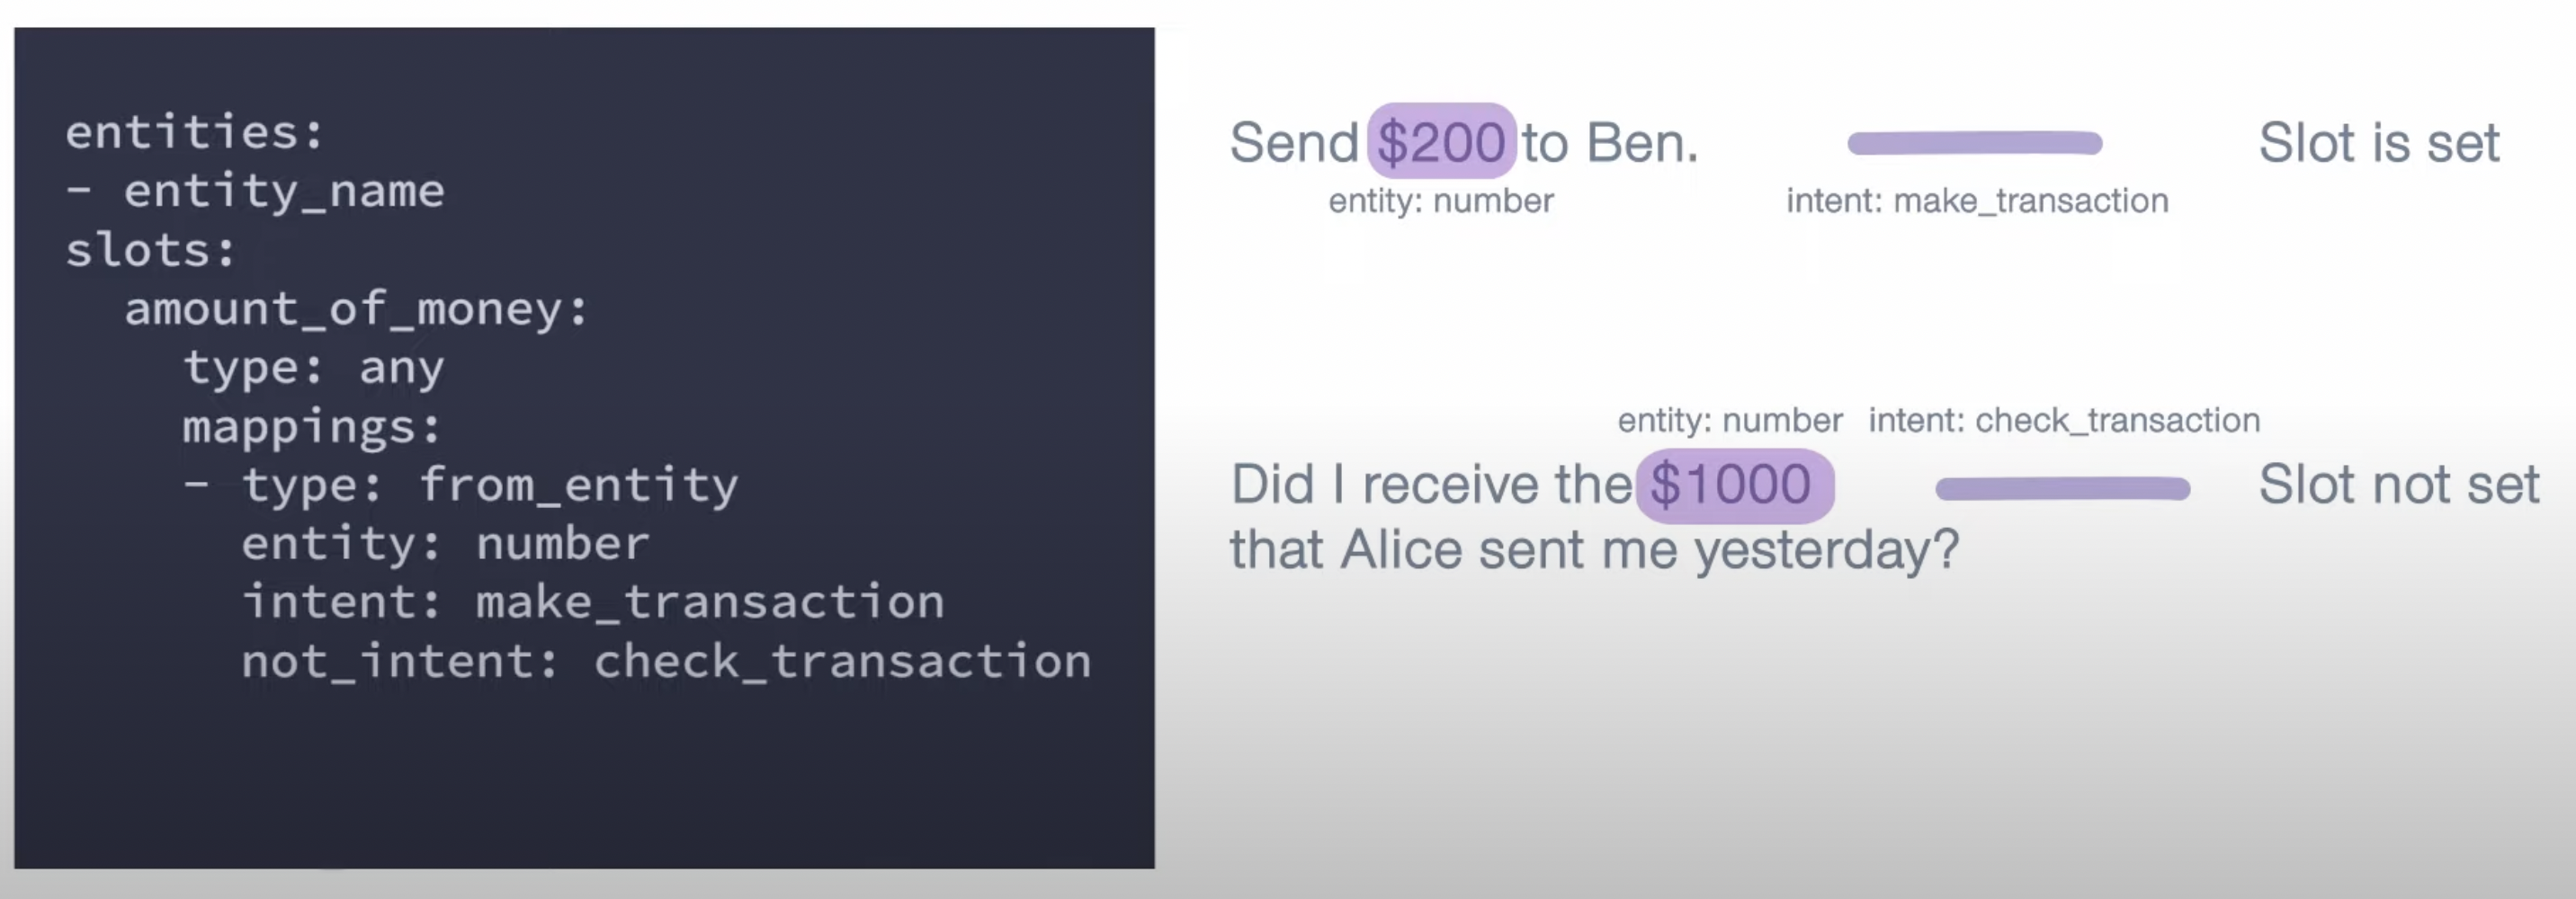 entities:
- entity_name
slots:
amount_of_money:
type: any
mappings:
- type: from_entity
entity: number
intent: make_transaction
not_intent: check_transaction
Send $200 to Ben.
entity: number
intent: make_transaction
Slot is set
entity: number
intent: check_transaction
Did I receive the $1000
that Alice sent me yesterday?
Slot not set